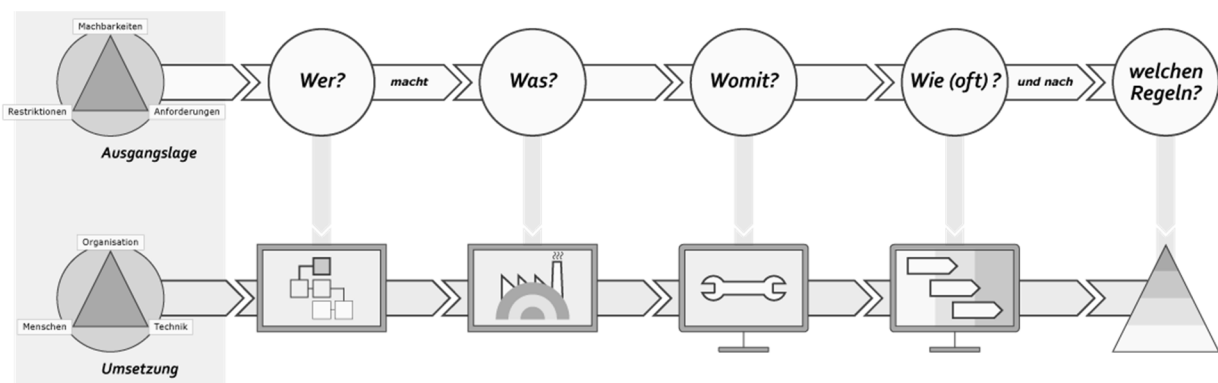 Machbarkeiten
Restriktionen
Anforderungen
Ausgangslage
Wer?
macht
Was?
Womit?
Wie (oft) ?
und nach
welchen
Regeln?
Organisation
Menschen
Technik
Umsetzung